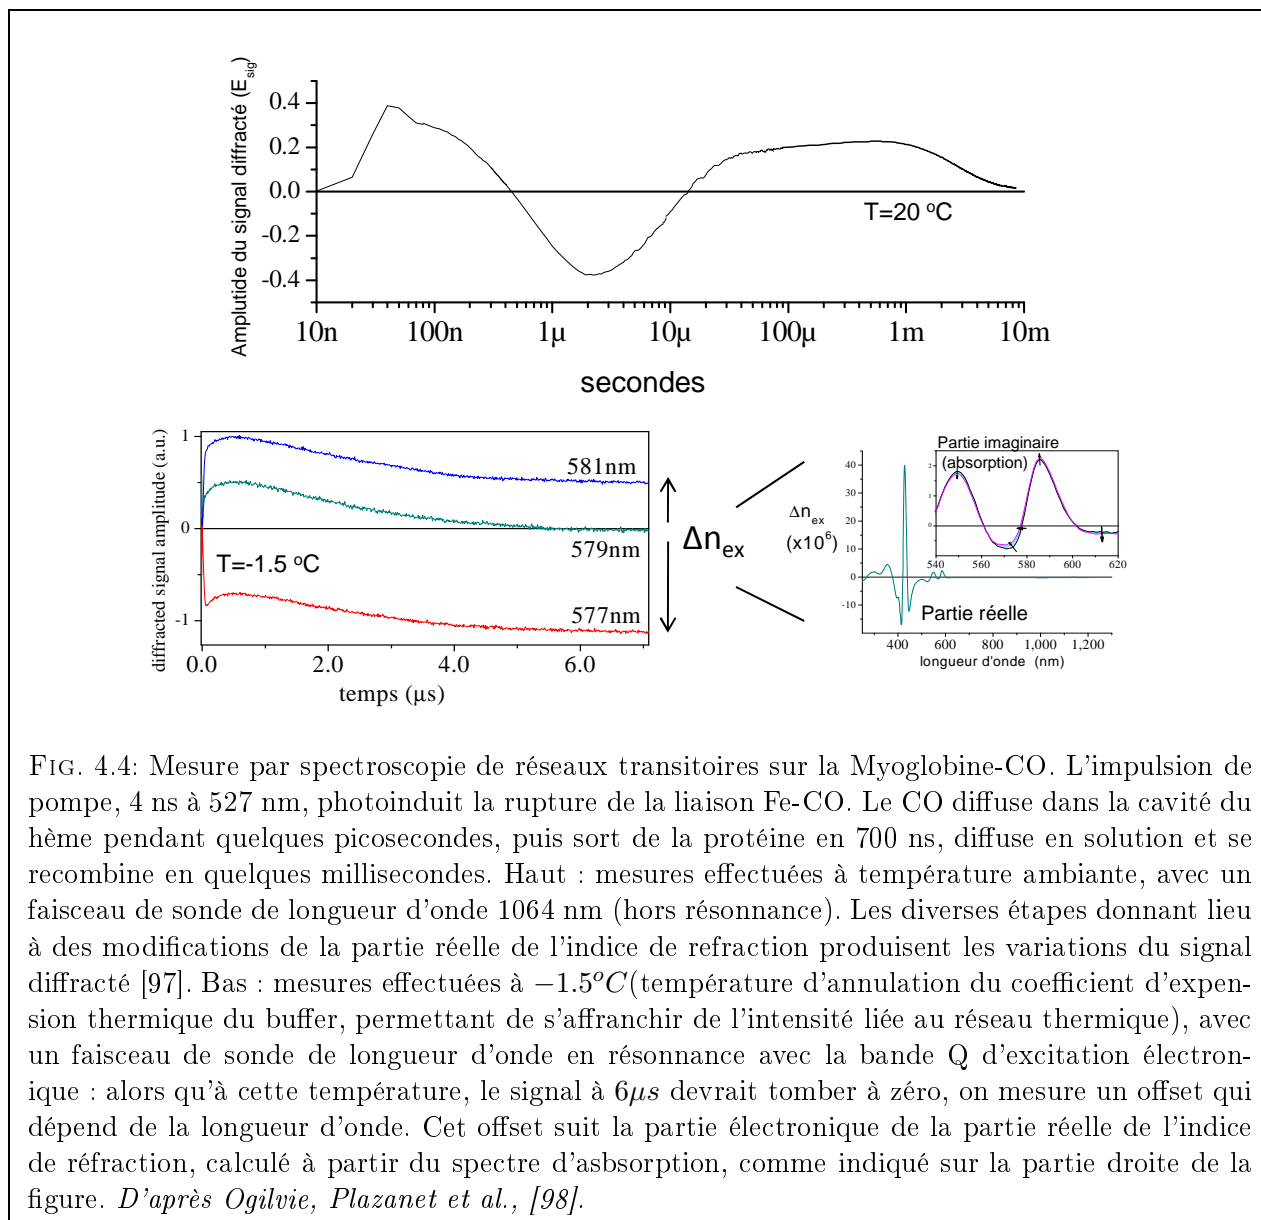 Amplutide du signal diffracté (E_sig)
0.4
0.2
0.0
-0.2
-0.4
T=20 °C
10n 100n 1µ 10µ 100µ 1m 10m
secondes
diffracted signal amplitude (a.u.)
1
0
-1
581nm
579nm
577nm
T=-1.5 °C
0.0 2.0 4.0 6.0
temps (µs)
Δn_ex
Δn_ex
(x10^6)
40
30
20
10
0
-10
Partie imaginaire
(absorption)
2
1
0
540 560 580 600 620
Partie réelle
400 600 800 1,000 1,200
longueur d'onde (nm)
FIG. 4.4: Mesure par spectroscopie de réseaux transitoires sur la Myoglobine-CO. L'impulsion de
pompe, 4 ns à 527 nm, photoinduit la rupture de la liaison Fe-CO. Le CO diffuse dans la cavité du
hème pendant quelques picosecondes, puis sort de la protéine en 700 ns, diffuse en solution et se
recombine en quelques millisecondes. Haut : mesures effectuées à température ambiante, avec un
faisceau de sonde de longueur d'onde 1064 nm (hors résonnance). Les diverses étapes donnant lieu
à des modifications de la partie réelle de l'indice de refraction produisent les variations du signal
diffracté [97]. Bas : mesures effectuées à −1.5°C(température d'annulation du coefficient d'expen-
sion thermique du buffer, permettant de s'affranchir de l'intensité liée au réseau thermique), avec
un faisceau de sonde de longueur d'onde en résonnance avec la bande Q d'excitation électron-
ique : alors qu'à cette température, le signal à 6µs devrait tomber à zéro, on mesure un offset qui
dépend de la longueur d'onde. Cet offset suit la partie électronique de la partie réelle de l'indice
de réfraction, calculé à partir du spectre d'asbsorption, comme indiqué sur la partie droite de la
figure. D'après Ogilvie, Plazanet et al., [98].